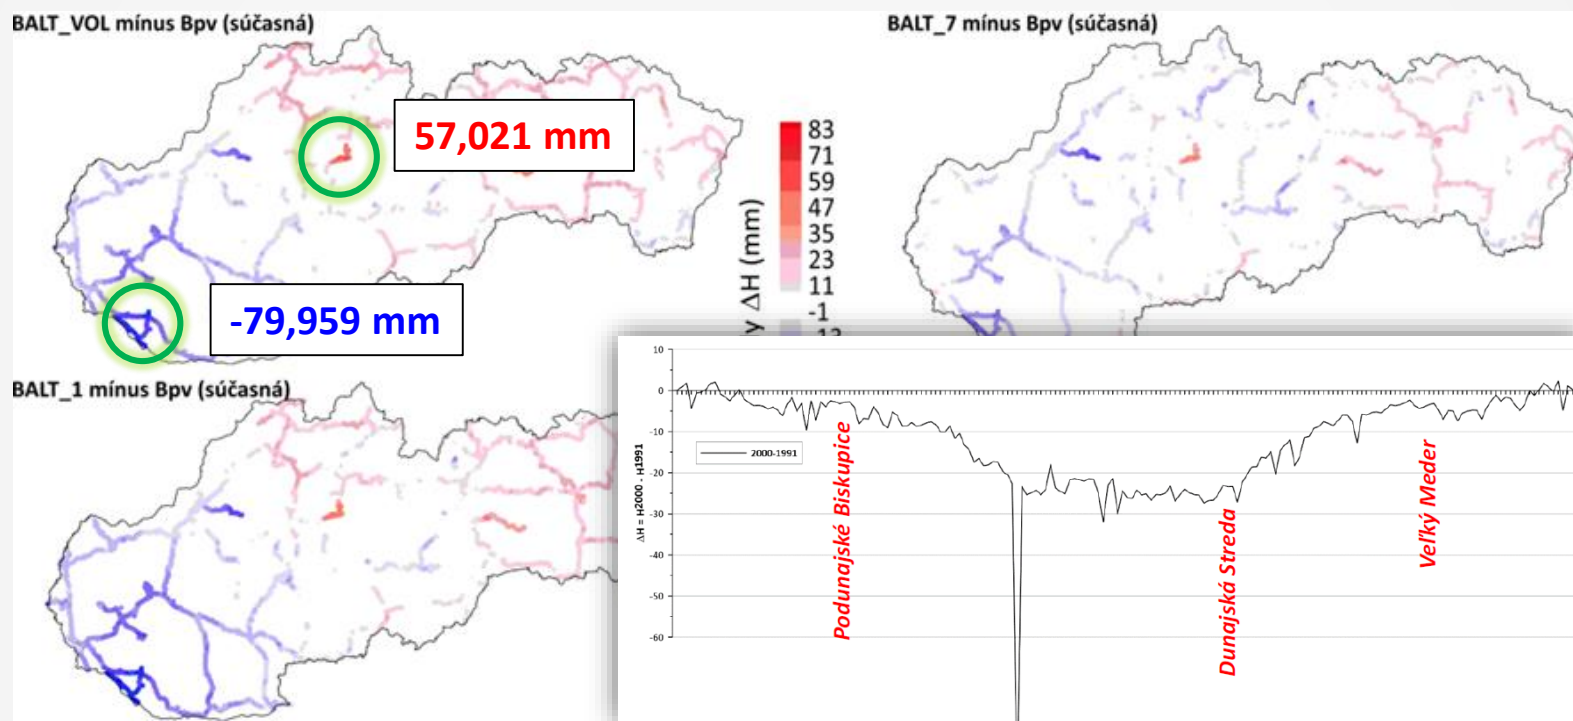 BALT_VOL mínus Bpv (súčasná)
57,021 mm
-79,959 mm
83
71
59
47
35
23
11
-1
y ΔH (mm)
BALT_7 mínus Bpv (súčasná)
BALT_1 mínus Bpv (súčasná)
10
0
-10
-20
-30
-40
-50
-60
ΔH = H2000 - H1991
2000-1991
Podunajské Biskupice
Dunajská Streda
Veľký Meder